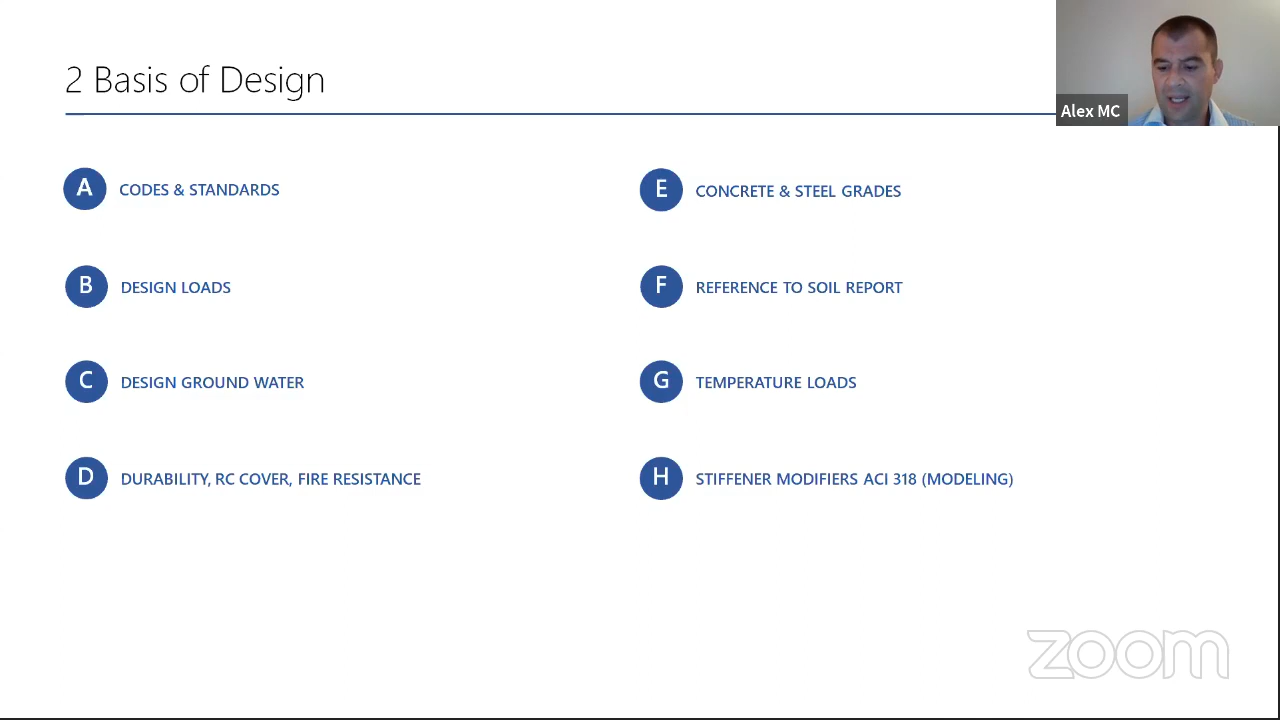 2 Basis of Design
Alex MC
A CODES & STANDARDS
B DESIGN LOADS
C DESIGN GROUND WATER
D DURABILITY, RC COVER, FIRE RESISTANCE
E CONCRETE & STEEL GRADES
F REFERENCE TO SOIL REPORT
G TEMPERATURE LOADS
H STIFFENER MODIFIERS ACI 318 (MODELING)
zoom